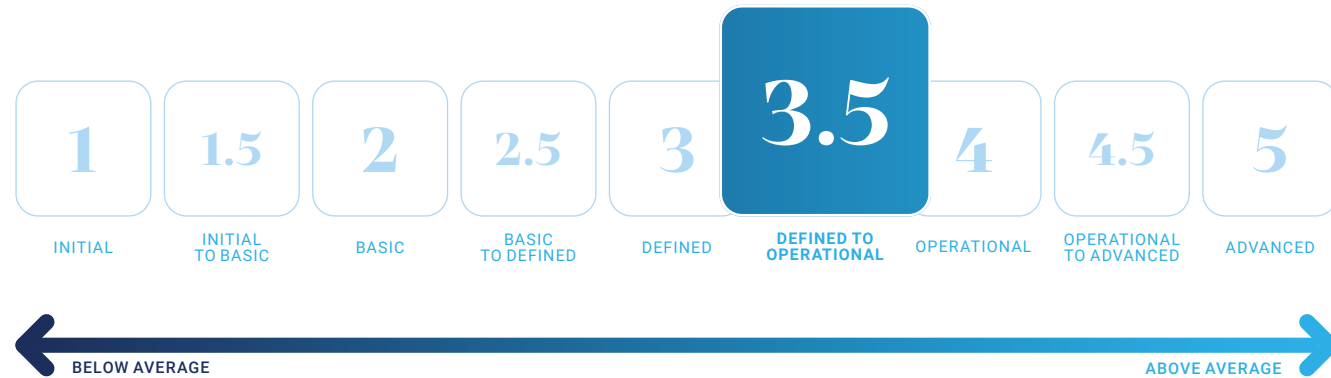 1
1.5
2
2.5
3
3.5
4
4.5
5
INITIAL
INITIAL
TO BASIC
BASIC
BASIC
TO DEFINED
DEFINED
DEFINED TO
OPERATIONAL
OPERATIONAL
OPERATIONAL
TO ADVANCED
ADVANCED
BELOW AVERAGE
ABOVE AVERAGE